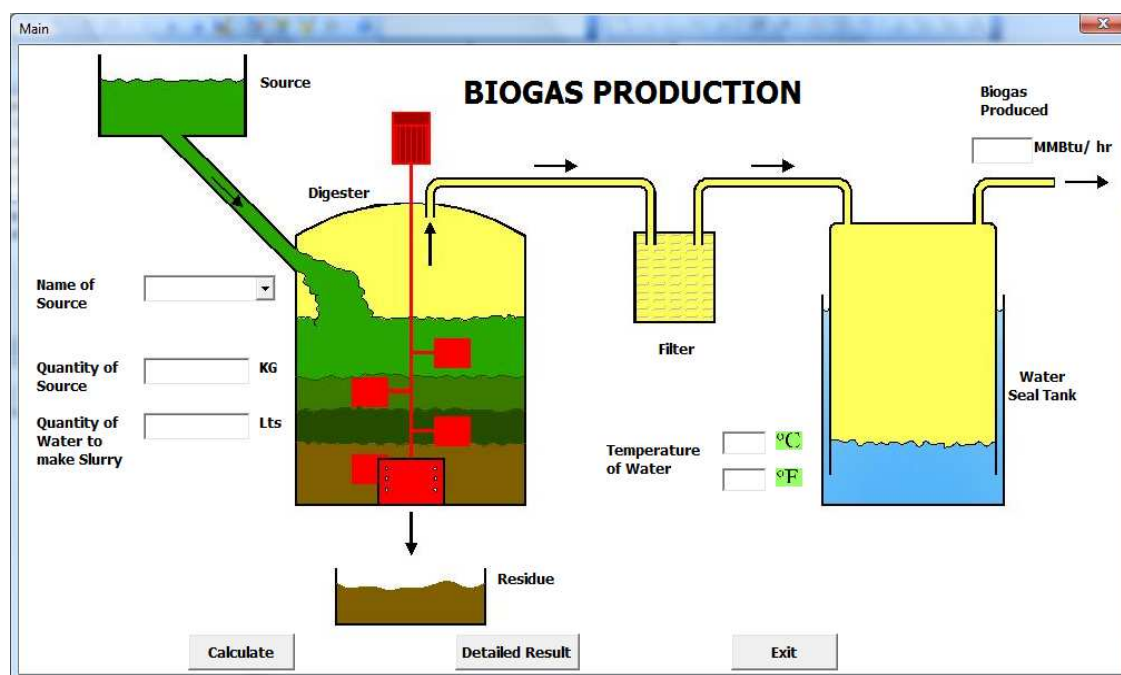 Main
Source
BIOGAS PRODUCTION
Biogas
Produced
MMBtu/ hr
Digester
Name of
Source
Quantity of
Source
KG
Quantity of
Water to
make Slurry
Lts
Filter
Water
Seal Tank
Temperature
of Water
°C
°F
Residue
Calculate
Detailed Result
Exit